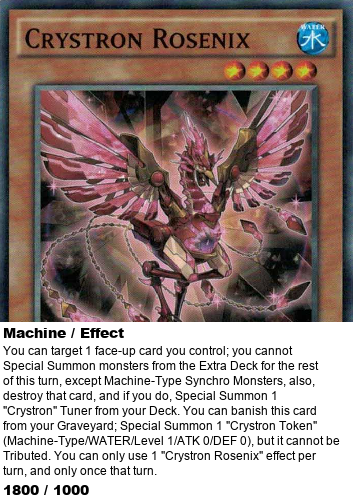 CRYSTRON ROSENIX
WATER
水
Machine / Effect
You can target 1 face-up card you control; you cannot
Special Summon monsters from the Extra Deck for the rest
of this turn, except Machine-Type Synchro Monsters, also,
destroy that card, and if you do, Special Summon 1
"Crystron" Tuner from your Deck. You can banish this card
from your Graveyard; Special Summon 1 "Crystron Token"
(Machine-Type/WATER/Level 1/ATK 0/DEF 0), but it cannot be
Tributed. You can only use 1 "Crystron Rosenix" effect per
turn, and only once that turn.
1800 / 1000